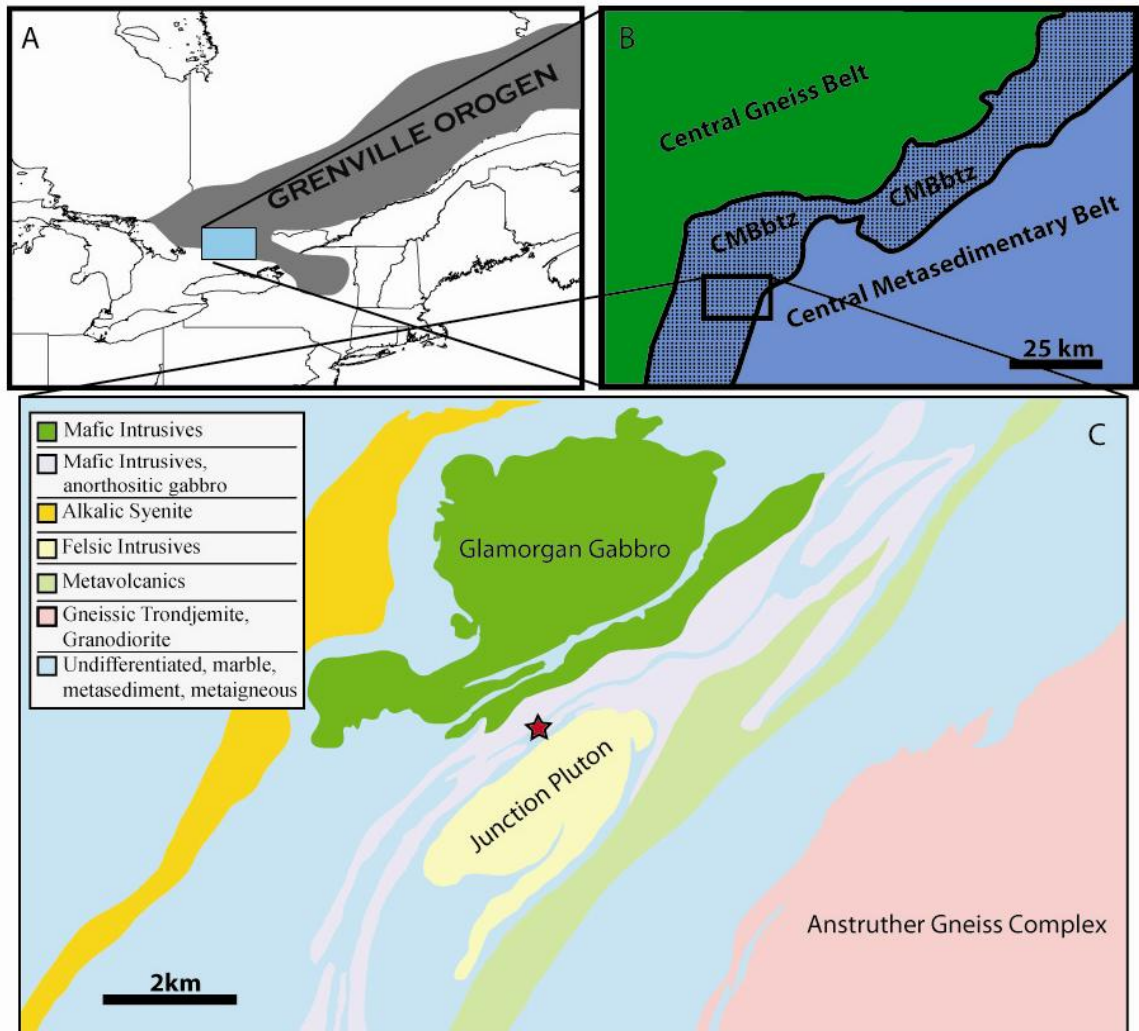 A
GRENVILLE OROGEN
B
Central Gneiss Belt
CMBbtz
CMBbtz
Central Metasedimentary Belt
25 km
C
Mafic Intrusives
Mafic Intrusives,
anorthositic gabbro
Alkalic Syenite
Felsic Intrusives
Metavolcanics
Gneissic Trondjemite,
Granodiorite
Undifferentiated, marble,
metasediment, metaigneous
Glamorgan Gabbro
Junction Pluton
Anstruther Gneiss Complex
2km